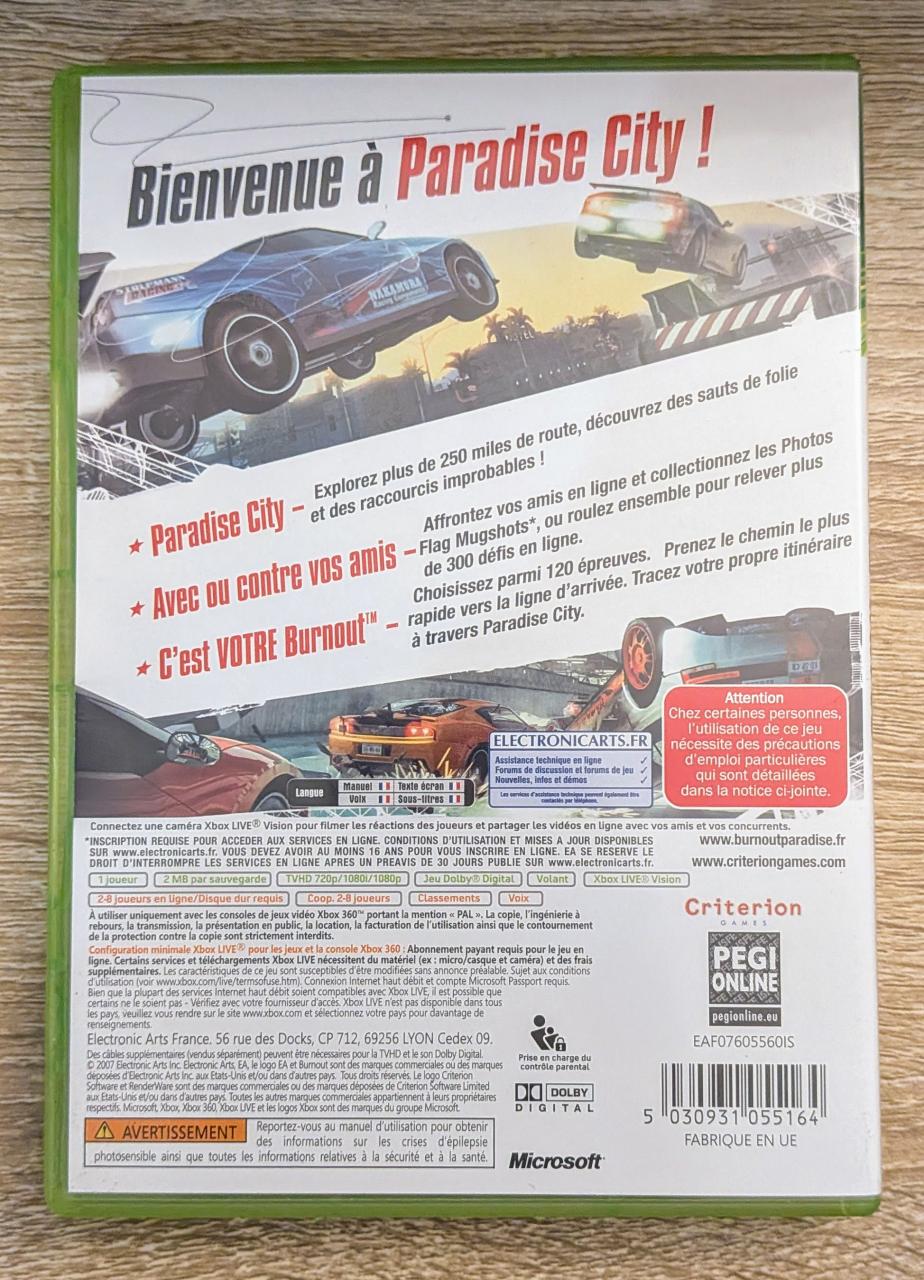 Bienvenue à Paradise City !
NAKAMURA
Racing Components
RACING
★ Paradise City –
Explorez plus de 250 miles de route, découvrez des sauts de folie
et des raccourcis improbables !
★ Avec ou contre vos amis –
Affrontez vos amis en ligne et collectionnez les Photos
Flag Mugshots*, ou roulez ensemble pour relever plus
de 300 défis en ligne.
★ C'est VOTRE Burnout™ –
Choisissez parmi 120 épreuves. Prenez le chemin le plus
rapide vers la ligne d'arrivée. Tracez votre propre itinéraire
à travers Paradise City.
Langue
Manuel
Texte écran
Voix
Sous-titres
ELECTRONICARTS.FR
Assistance technique en ligne ✓
Forums de discussion et forums de jeu ✓
Nouvelles, infos et démos ✓
Les services d'assistance technique peuvent également être
contactés par téléphone.
Attention
Chez certaines personnes,
l'utilisation de ce jeu
nécessite des précautions
d'emploi particulières
qui sont détaillées
dans la notice ci-jointe.
Connectez une caméra Xbox LIVE® Vision pour filmer les réactions des joueurs et partager les vidéos en ligne avec vos amis et vos concurrents.
*INSCRIPTION REQUISE POUR ACCEDER AUX SERVICES EN LIGNE. CONDITIONS D'UTILISATION ET MISES A JOUR DISPONIBLES
SUR www.electronicarts.fr. VOUS DEVEZ AVOIR AU MOINS 16 ANS POUR VOUS INSCRIRE EN LIGNE. EA SE RESERVE LE
DROIT D'INTERROMPRE LES SERVICES EN LIGNE APRES UN PREAVIS DE 30 JOURS PUBLIE SUR www.electronicarts.fr.
www.burnoutparadise.fr
www.criteriongames.com
1 joueur
2 MB par sauvegarde
TVHD 720p/1080i/1080p
Jeu Dolby® Digital
Volant
Xbox LIVE® Vision
2-8 joueurs en ligne/Disque dur requis
Coop. 2-8 joueurs
Classements
Voix
À utiliser uniquement avec les consoles de jeux vidéo Xbox 360™ portant la mention « PAL ». La copie, l'ingénierie à
rebours, la transmission, la présentation en public, la location, la facturation de l'utilisation ainsi que le contournement
de la protection contre la copie sont strictement interdits.
Configuration minimale Xbox LIVE® pour les jeux et la console Xbox 360 : Abonnement payant requis pour le jeu en
ligne. Certains services et téléchargements Xbox LIVE nécessitent du matériel (ex : micro/casque et caméra) et des frais
supplémentaires. Les caractéristiques de ce jeu sont susceptibles d'être modifiées sans annonce préalable. Sujet aux conditions
d'utilisation (voir www.xbox.com/live/termsofuse.htm). Connexion Internet haut débit et compte Microsoft Passport requis.
Bien que la plupart des services Internet haut débit soient compatibles avec Xbox LIVE, il est possible que
certains ne le soient pas - Vérifiez avec votre fournisseur d'accès. Xbox LIVE n'est pas disponible dans tous
les pays, veuillez vous rendre sur le site www.xbox.com et sélectionnez votre pays pour davantage de
renseignements.
Electronic Arts France. 56 rue des Docks, CP 712, 69256 LYON Cedex 09.
Des câbles supplémentaires (vendus séparément) peuvent être nécessaires pour la TVHD et le son Dolby Digital.
© 2007 Electronic Arts Inc. Electronic Arts, EA, le logo EA et Burnout sont des marques commerciales ou des marques
déposées d'Electronic Arts Inc. aux Etats-Unis et/ou dans d'autres pays. Tous droits réservés. Le logo Criterion
Software et RenderWare sont des marques commerciales ou des marques déposées de Criterion Software Limited
aux Etats-Unis et/ou dans d'autres pays. Toutes les autres marques commerciales appartiennent à leurs propriétaires
respectifs. Microsoft, Xbox, Xbox 360, Xbox LIVE et les logos Xbox sont des marques du groupe Microsoft.
AVERTISSEMENT
Reportez-vous au manuel d'utilisation pour obtenir
des informations sur les crises d'épilepsie
photosensible ainsi que toutes les informations relatives à la sécurité et à la santé.
Prise en charge du
contrôle parental
DOLBY
DIGITAL
Microsoft
Criterion
GAMES
PEGI
ONLINE
pegionline.eu
EAF07605560IS
5 030931 055164
FABRIQUE EN UE